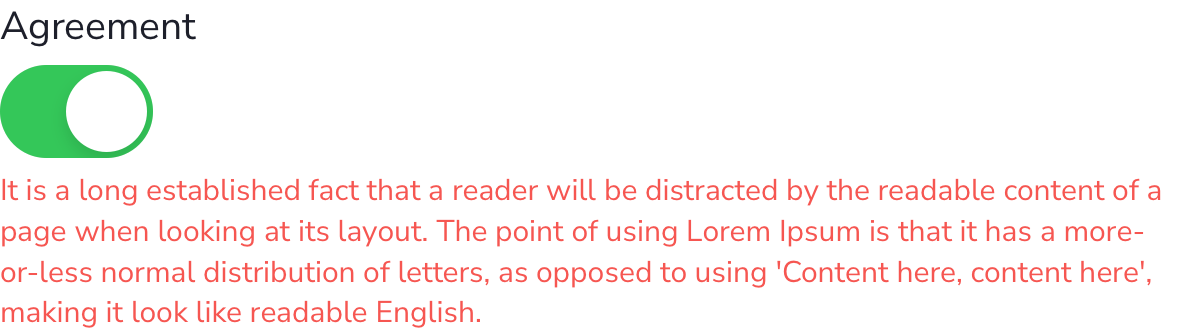 Agreement
It is a long established fact that a reader will be distracted by the readable content of a
page when looking at its layout. The point of using Lorem Ipsum is that it has a more-
or-less normal distribution of letters, as opposed to using 'Content here, content here',
making it look like readable English.